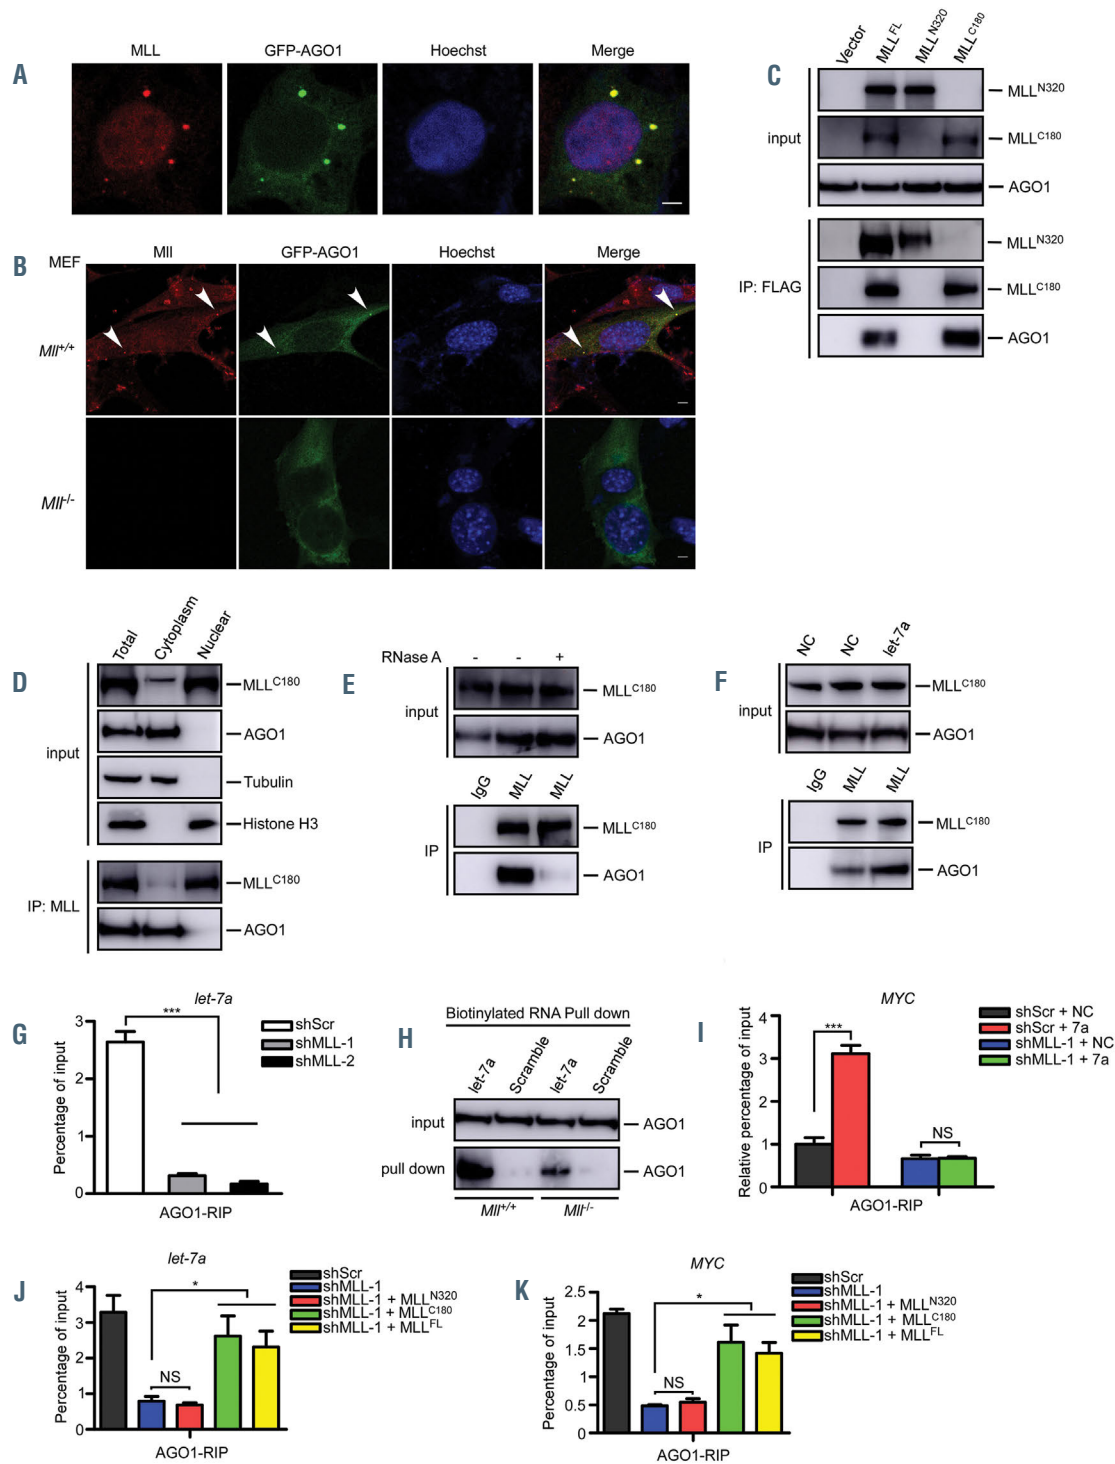 A
MLL GFP-AGO1 Hoechst Merge
B
MEF
Mll GFP-AGO1 Hoechst Merge
Mll+/+
Mll-/-
C
Vector MLLFL MLLN320 MLLC180
input
MLLN320
MLLC180
AGO1
IP: FLAG
MLLN320
MLLC180
AGO1
D
Total Cytoplasm Nuclear
input
MLLC180
AGO1
Tubulin
Histone H3
IP: MLL
MLLC180
AGO1
E
RNase A - - +
input
MLLC180
AGO1
IgG MLL MLL
IP
MLLC180
AGO1
F
NC NC let-7a
input
MLLC180
AGO1
IgG MLL MLL
IP
MLLC180
AGO1
G
let-7a
Percentage of input
3
2
1
0
***
shScr
shMLL-1
shMLL-2
AGO1-RIP
H
Biotinylated RNA Pull down
let-7a Scramble let-7a Scramble
input AGO1
pull down AGO1
Mll+/+ Mll-/-
I
MYC
Relative percentage of input
4
3
2
1
0
***
NS
shScr + NC
shScr + 7a
shMLL-1 + NC
shMLL-1 + 7a
AGO1-RIP
J
let-7a
Percentage of input
4
3
2
1
0
*
NS
shScr
shMLL-1
shMLL-1 + MLLN320
shMLL-1 + MLLC180
shMLL-1 + MLLFL
AGO1-RIP
K
MYC
Percentage of input
2.5
2
1.5
1
0.5
0
*
NS
shScr
shMLL-1
shMLL-1 + MLLN320
shMLL-1 + MLLC180
shMLL-1 + MLLFL
AGO1-RIP